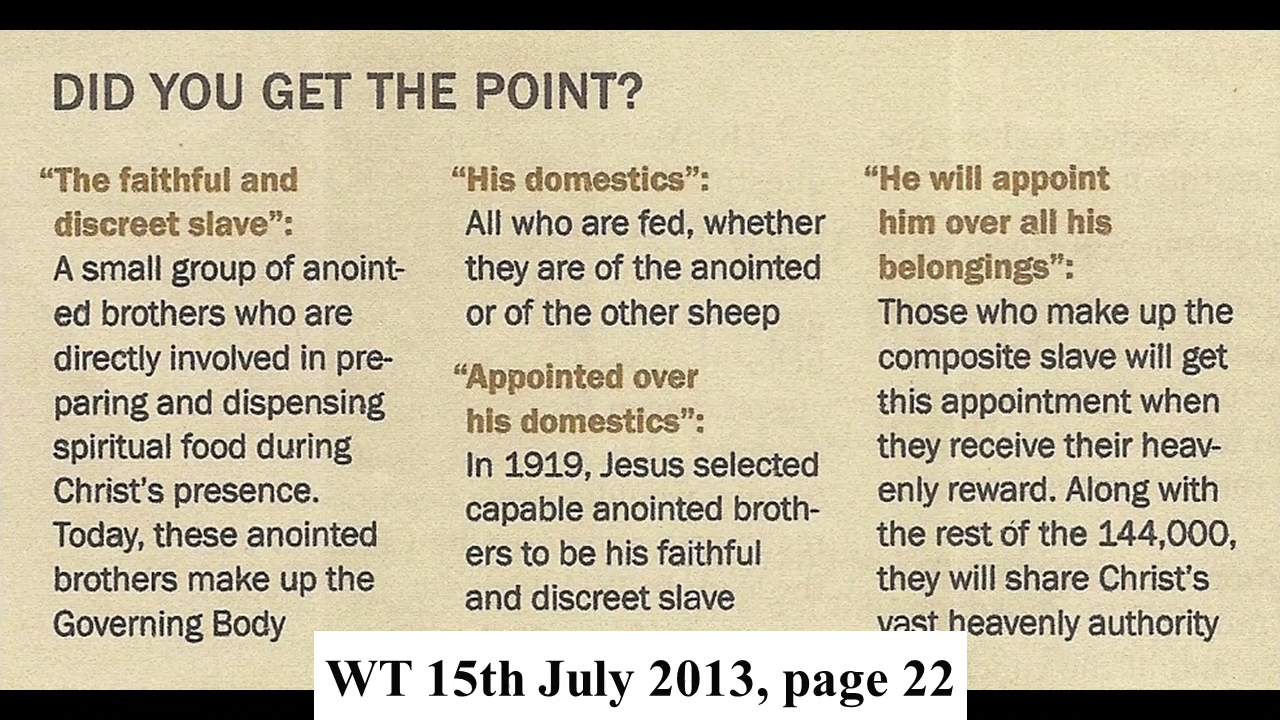 DID YOU GET THE POINT?
“The faithful and
discreet slave”:
A small group of anoint-
ed brothers who are
directly involved in pre-
paring and dispensing
spiritual food during
Christ’s presence.
Today, these anointed
brothers make up the
Governing Body
“His domestics”:
All who are fed, whether
they are of the anointed
or of the other sheep
“Appointed over
his domestics”:
In 1919, Jesus selected
capable anointed broth-
ers to be his faithful
and discreet slave
“He will appoint
him over all his
belongings”:
Those who make up the
composite slave will get
this appointment when
they receive their heav-
enly reward. Along with
the rest of the 144,000,
they will share Christ’s
vast heavenly authority
WT 15th July 2013, page 22